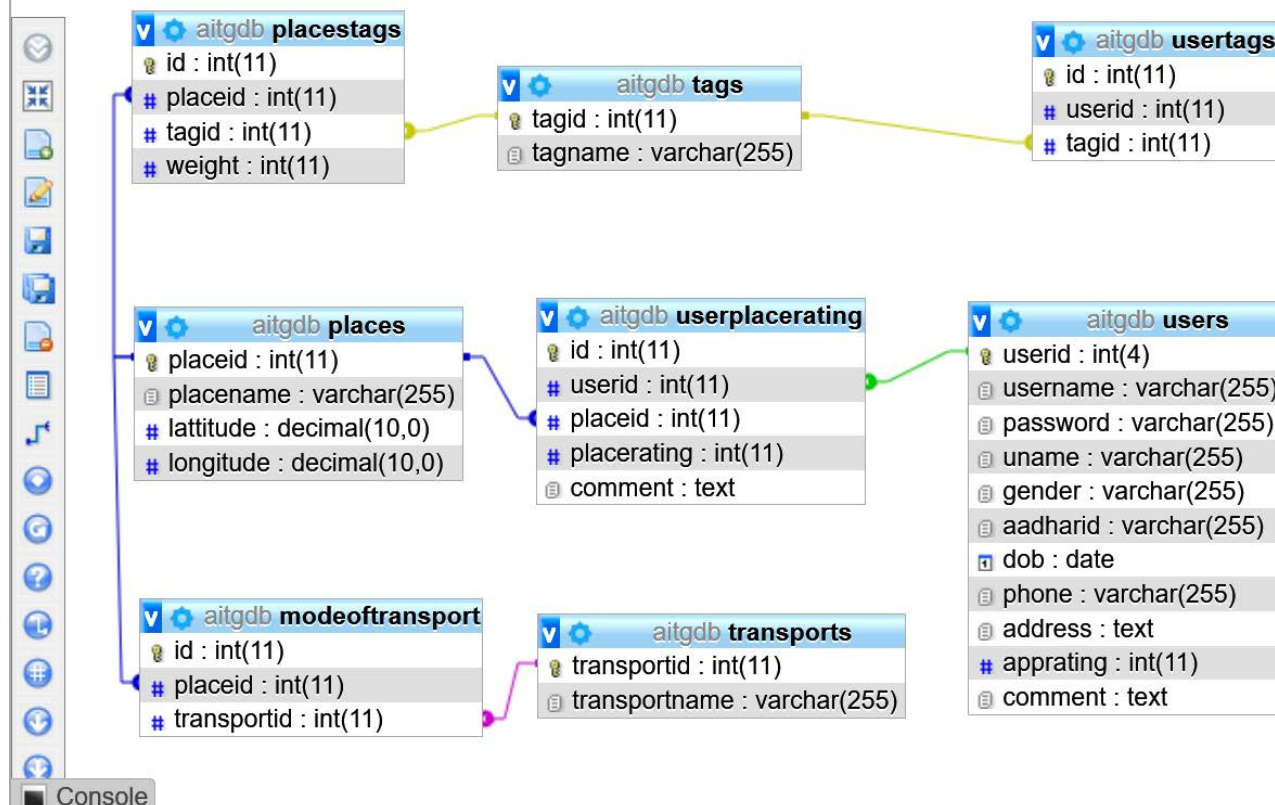 aitgdb placestags
id : int(11)
placeid : int(11)
tagid : int(11)
weight : int(11)
aitgdb tags
tagid : int(11)
tagname : varchar(255)
aitgdb usertags
id : int(11)
userid : int(11)
tagid : int(11)
aitgdb places
placeid : int(11)
placename : varchar(255)
lattitude : decimal(10,0)
longitude : decimal(10,0)
aitgdb userplacerating
id : int(11)
userid : int(11)
placeid : int(11)
placerating : int(11)
comment : text
aitgdb users
userid : int(4)
username : varchar(255)
password : varchar(255)
uname : varchar(255)
gender : varchar(255)
aadharid : varchar(255)
dob : date
phone : varchar(255)
address : text
apprating : int(11)
comment : text
aitgdb modeoftransport
id : int(11)
placeid : int(11)
transportid : int(11)
aitgdb transports
transportid : int(11)
transportname : varchar(255)
Console